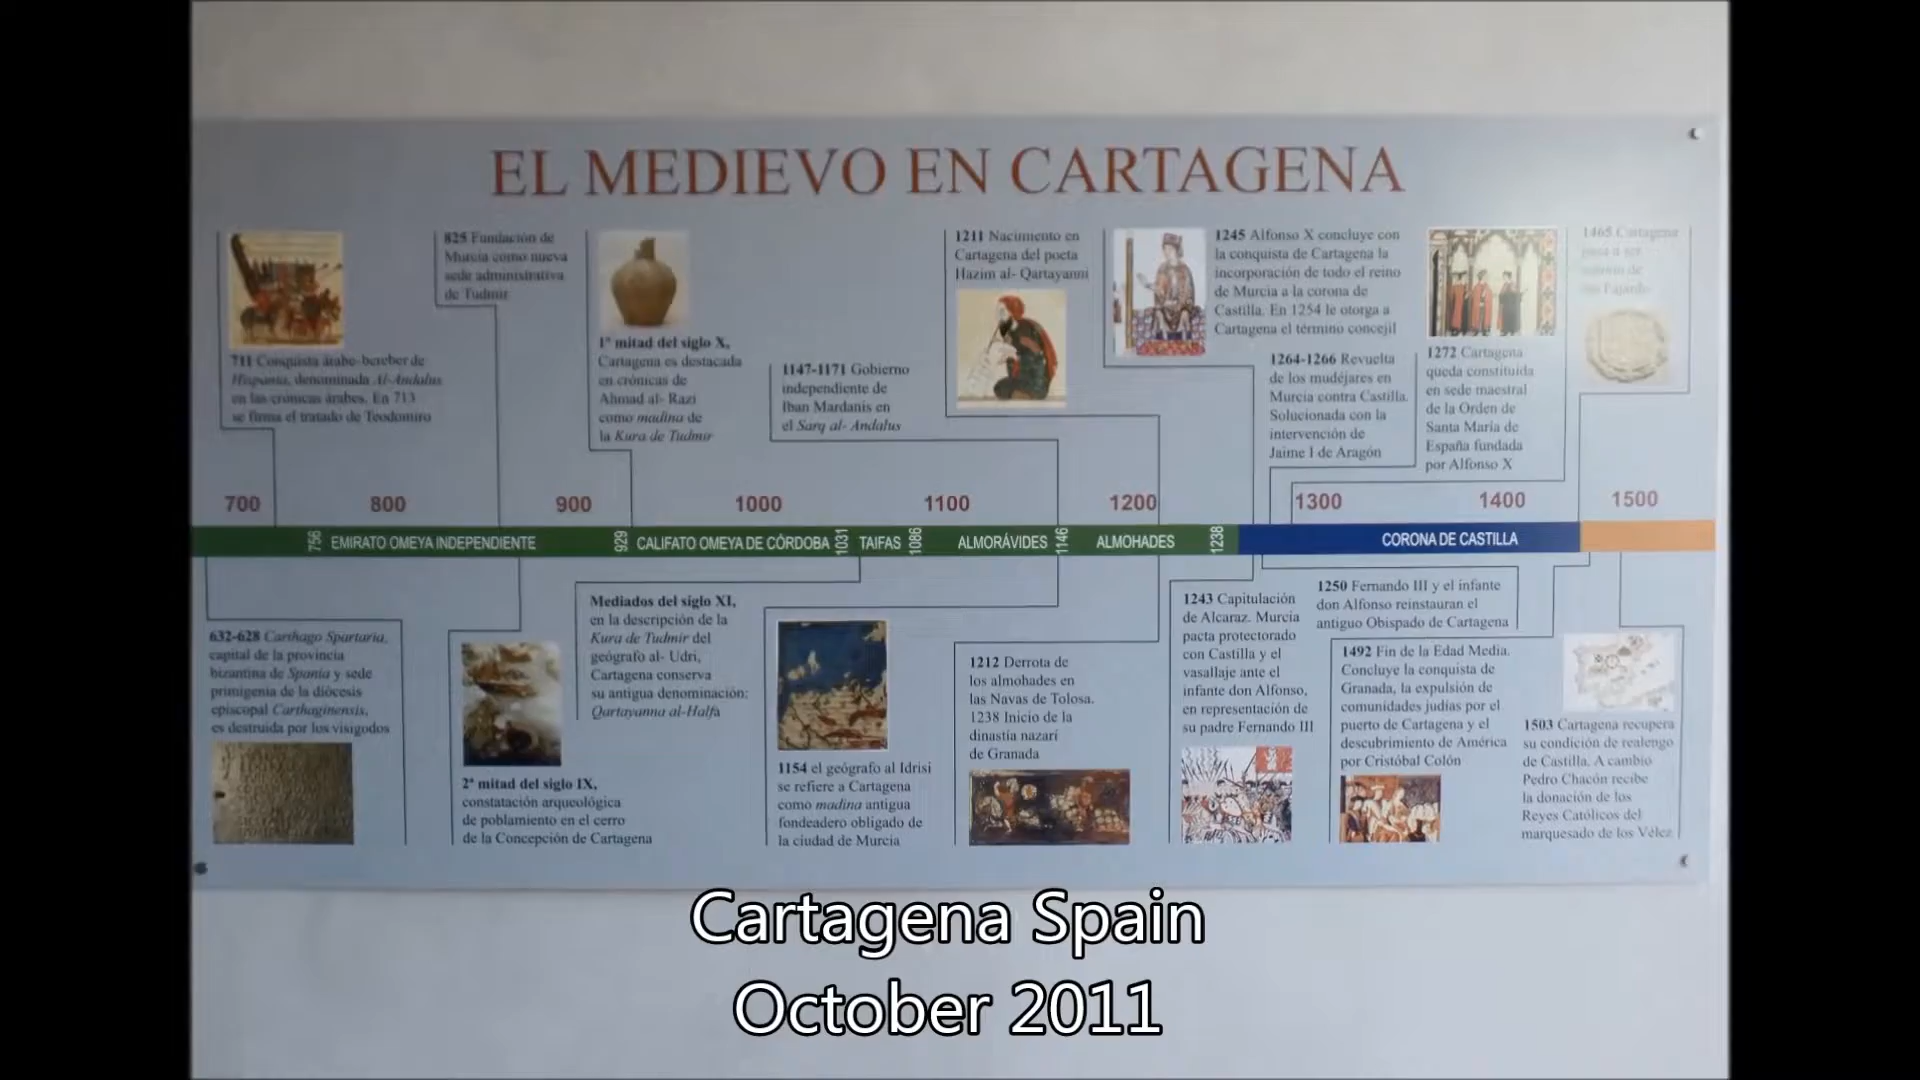 EL MEDIEVO EN CARTAGENA
711 Conquista árabe-bereber de
Hispania, denominada Al-Andalus
en las crónicas árabes. En 713
se firma el tratado de Teodomiro
825 Fundación de
Murcia como nueva
sede administrativa
de Tudmir
1ª mitad del siglo X,
Cartagena es destacada
en crónicas de
Ahmad al- Razi
como madina de
la Kura de Tudmir
1147-1171 Gobierno
independiente de
Iban Mardanis en
el Sarq al- Andalus
1211 Nacimiento en
Cartagena del poeta
Hazim al- Qartayanni
1245 Alfonso X concluye con
la conquista de Cartagena la
incorporación de todo el reino
de Murcia a la corona de
Castilla. En 1254 le otorga a
Cartagena el término concejil
1264-1266 Revuelta
de los mudéjares en
Murcia contra Castilla.
Solucionada con la
intervención de
Jaime I de Aragón
1272 Cartagena
queda constituida
en sede maestral
de la Orden de
Santa María de
España fundada
por Alfonso X
1465 Cartagena
pasa a ser
señorío de
los Fajardo
700 800 900 1000 1100 1200 1300 1400 1500
756 EMIRATO OMEYA INDEPENDIENTE 929 CALIFATO OMEYA DE CÓRDOBA 1031 TAIFAS 1086 ALMORÁVIDES 1146 ALMOHADES 1238 CORONA DE CASTILLA
632-628 Carthago Spartaria,
capital de la provincia
bizantina de Spania y sede
primigenia de la diócesis
episcopal Carthaginensis,
es destruida por los visigodos
2ª mitad del siglo IX,
constatación arqueológica
de poblamiento en el cerro
de la Concepción de Cartagena
Mediados del siglo XI,
en la descripción de la
Kura de Tudmir del
geógrafo al- Udri,
Cartagena conserva
su antigua denominación:
Qartayanna al-Halfa
1154 el geógrafo al Idrisi
se refiere a Cartagena
como madina antigua
fondeadero obligado de
la ciudad de Murcia
1212 Derrota de
los almohades en
las Navas de Tolosa.
1238 Inicio de la
dinastía nazarí
de Granada
1243 Capitulación
de Alcaraz. Murcia
pacta protectorado
con Castilla y el
vasallaje ante el
infante don Alfonso,
en representación de
su padre Fernando III
1250 Fernando III y el infante
don Alfonso reinstauran el
antiguo Obispado de Cartagena
1492 Fin de la Edad Media.
Concluye la conquista de
Granada, la expulsión de
comunidades judías por el
puerto de Cartagena y el
descubrimiento de América
por Cristóbal Colón
1503 Cartagena recupera
su condición de realengo
de Castilla. A cambio
Pedro Chacón recibe
la donación de los
Reyes Católicos del
marquesado de los Vélez
Cartagena Spain
October 2011